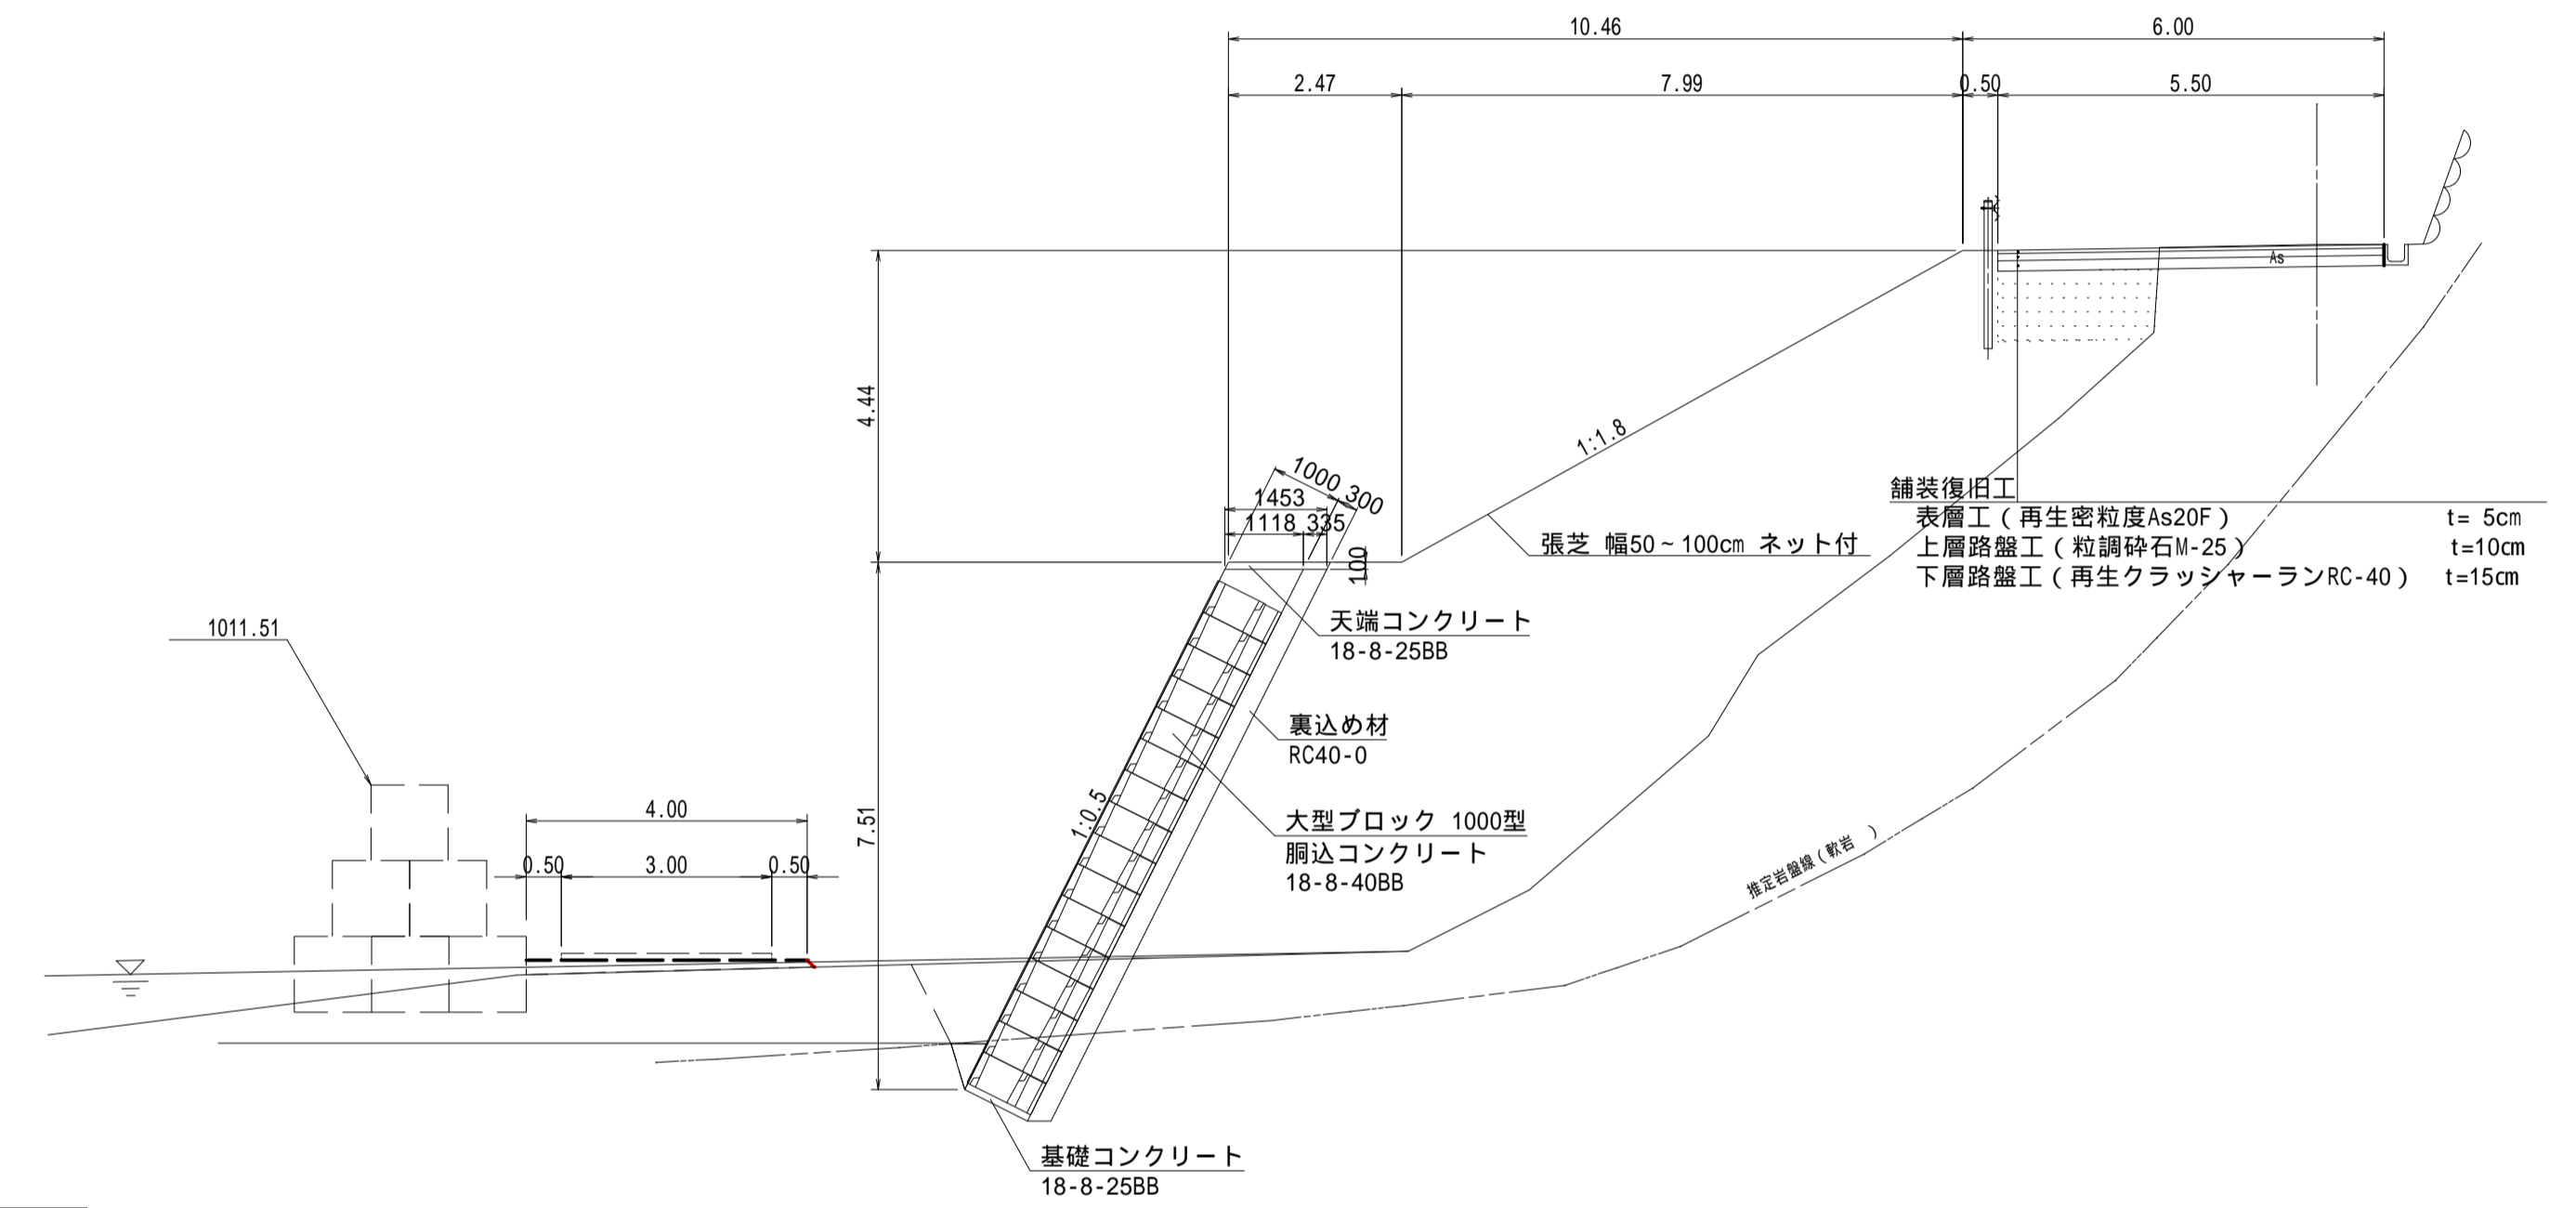 10.46
6.00
2.47
7.99
0.50
5.50
As
4.44
1:1.8
1000
300
1453
1118
335
100
舗装復旧工
表層工（再生密粒度As20F） t= 5cm
上層路盤工（粒調砕石M-25） t=10cm
下層路盤工（再生クラッシャーランRC-40） t=15cm
張芝 幅50～100cm ネット付
天端コンクリート
18-8-25BB
1011.51
裏込め材
RC40-0
4.00
7.51
1:0.5
大型ブロック 1000型
胴込コンクリート
18-8-40BB
0.50
3.00
0.50
推定岩盤線（軟岩　）
基礎コンクリート
18-8-25BB